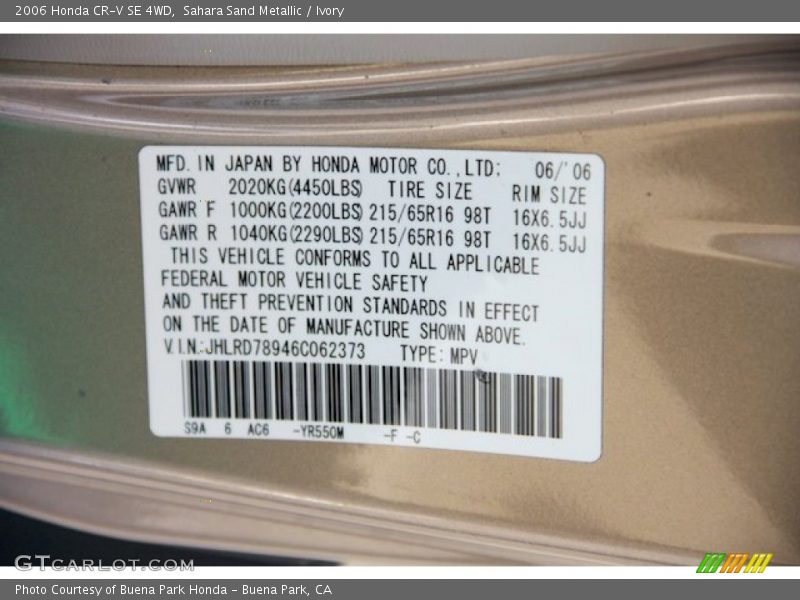 2006 Honda CR-V SE 4WD, Sahara Sand Metallic / Ivory
MFD. IN JAPAN BY HONDA MOTOR CO.,LTD; 06/'06
GVWR 2020KG(4450LBS) TIRE SIZE RIM SIZE
GAWR F 1000KG(2200LBS) 215/65R16 98T 16X6.5JJ
GAWR R 1040KG(2290LBS) 215/65R16 98T 16X6.5JJ
THIS VEHICLE CONFORMS TO ALL APPLICABLE
FEDERAL MOTOR VEHICLE SAFETY
AND THEFT PREVENTION STANDARDS IN EFFECT
ON THE DATE OF MANUFACTURE SHOWN ABOVE.
V.I.N.:JHLRD78946C062373 TYPE: MPV
S9A 6 AC6 -YR550M -F -C
GTCARLOT.COM
Photo Courtesy of Buena Park Honda - Buena Park, CA